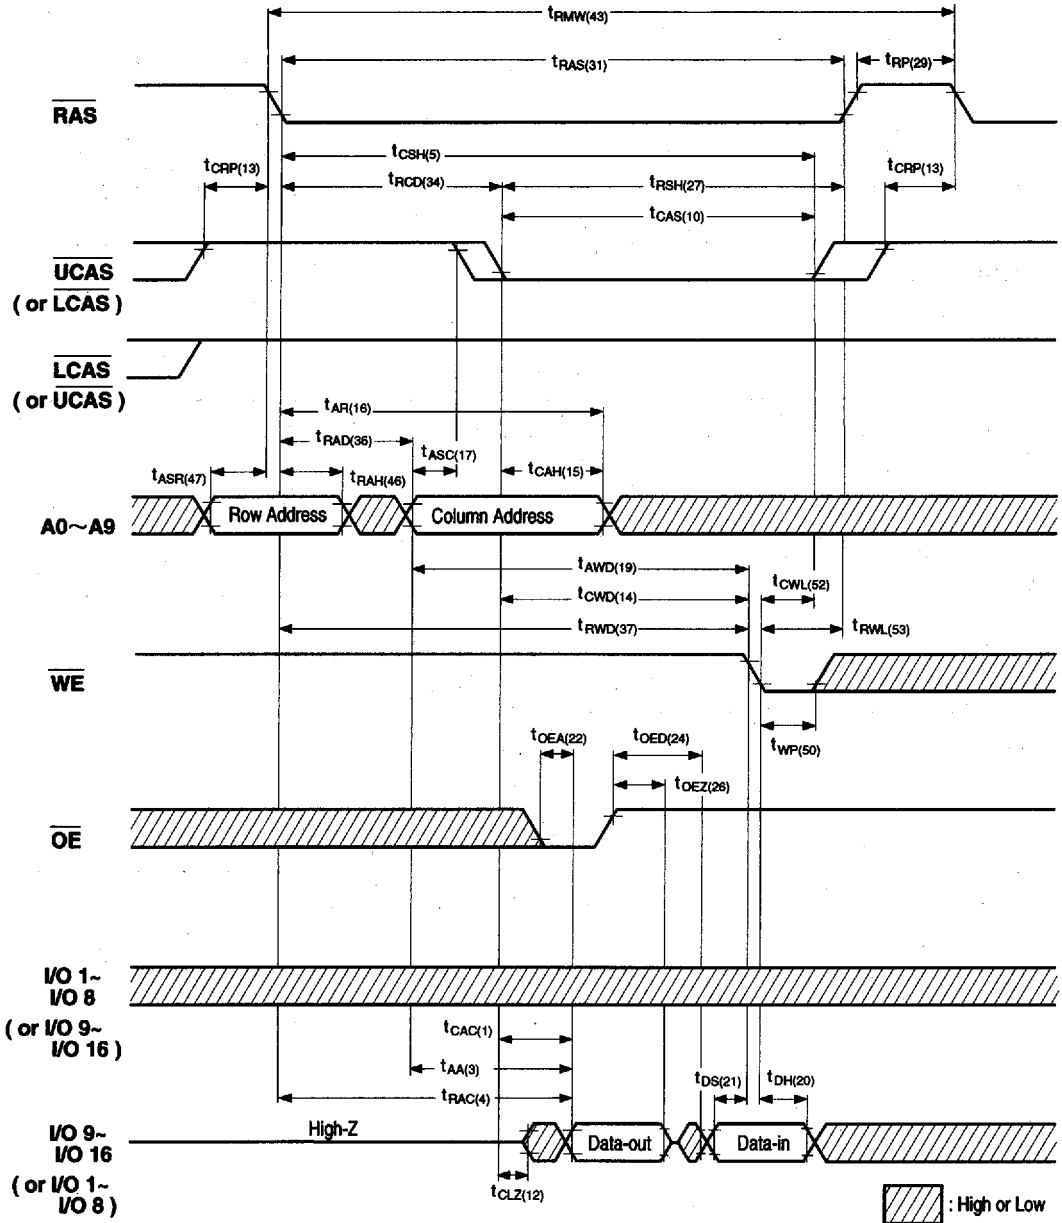 tRMW(43)
tRAS(31)
tRP(29)
RAS
tCSH(5)
tCRP(13)
tRCD(34)
tRSH(27)
tCRP(13)
tCAS(10)
UCAS
( or LCAS )
LCAS
( or UCAS )
tAR(16)
tRAD(36)
tASC(17)
tASR(47)
tRAH(46)
tCAH(15)
A0~A9
Row Address
Column Address
tAWD(19)
tCWL(52)
tCWD(14)
tRWD(37)
tRWL(53)
WE
tOEA(22)
tOED(24)
tWP(50)
tOEZ(26)
OE
I/O 1~
I/O 8
( or I/O 9~
I/O 16 )
tCAC(1)
tAA(3)
tDS(21)
tDH(20)
tRAC(4)
I/O 9~
I/O 16
High-Z
Data-out
Data-in
( or I/O 1~
I/O 8 )
tCLZ(12)
: High or Low